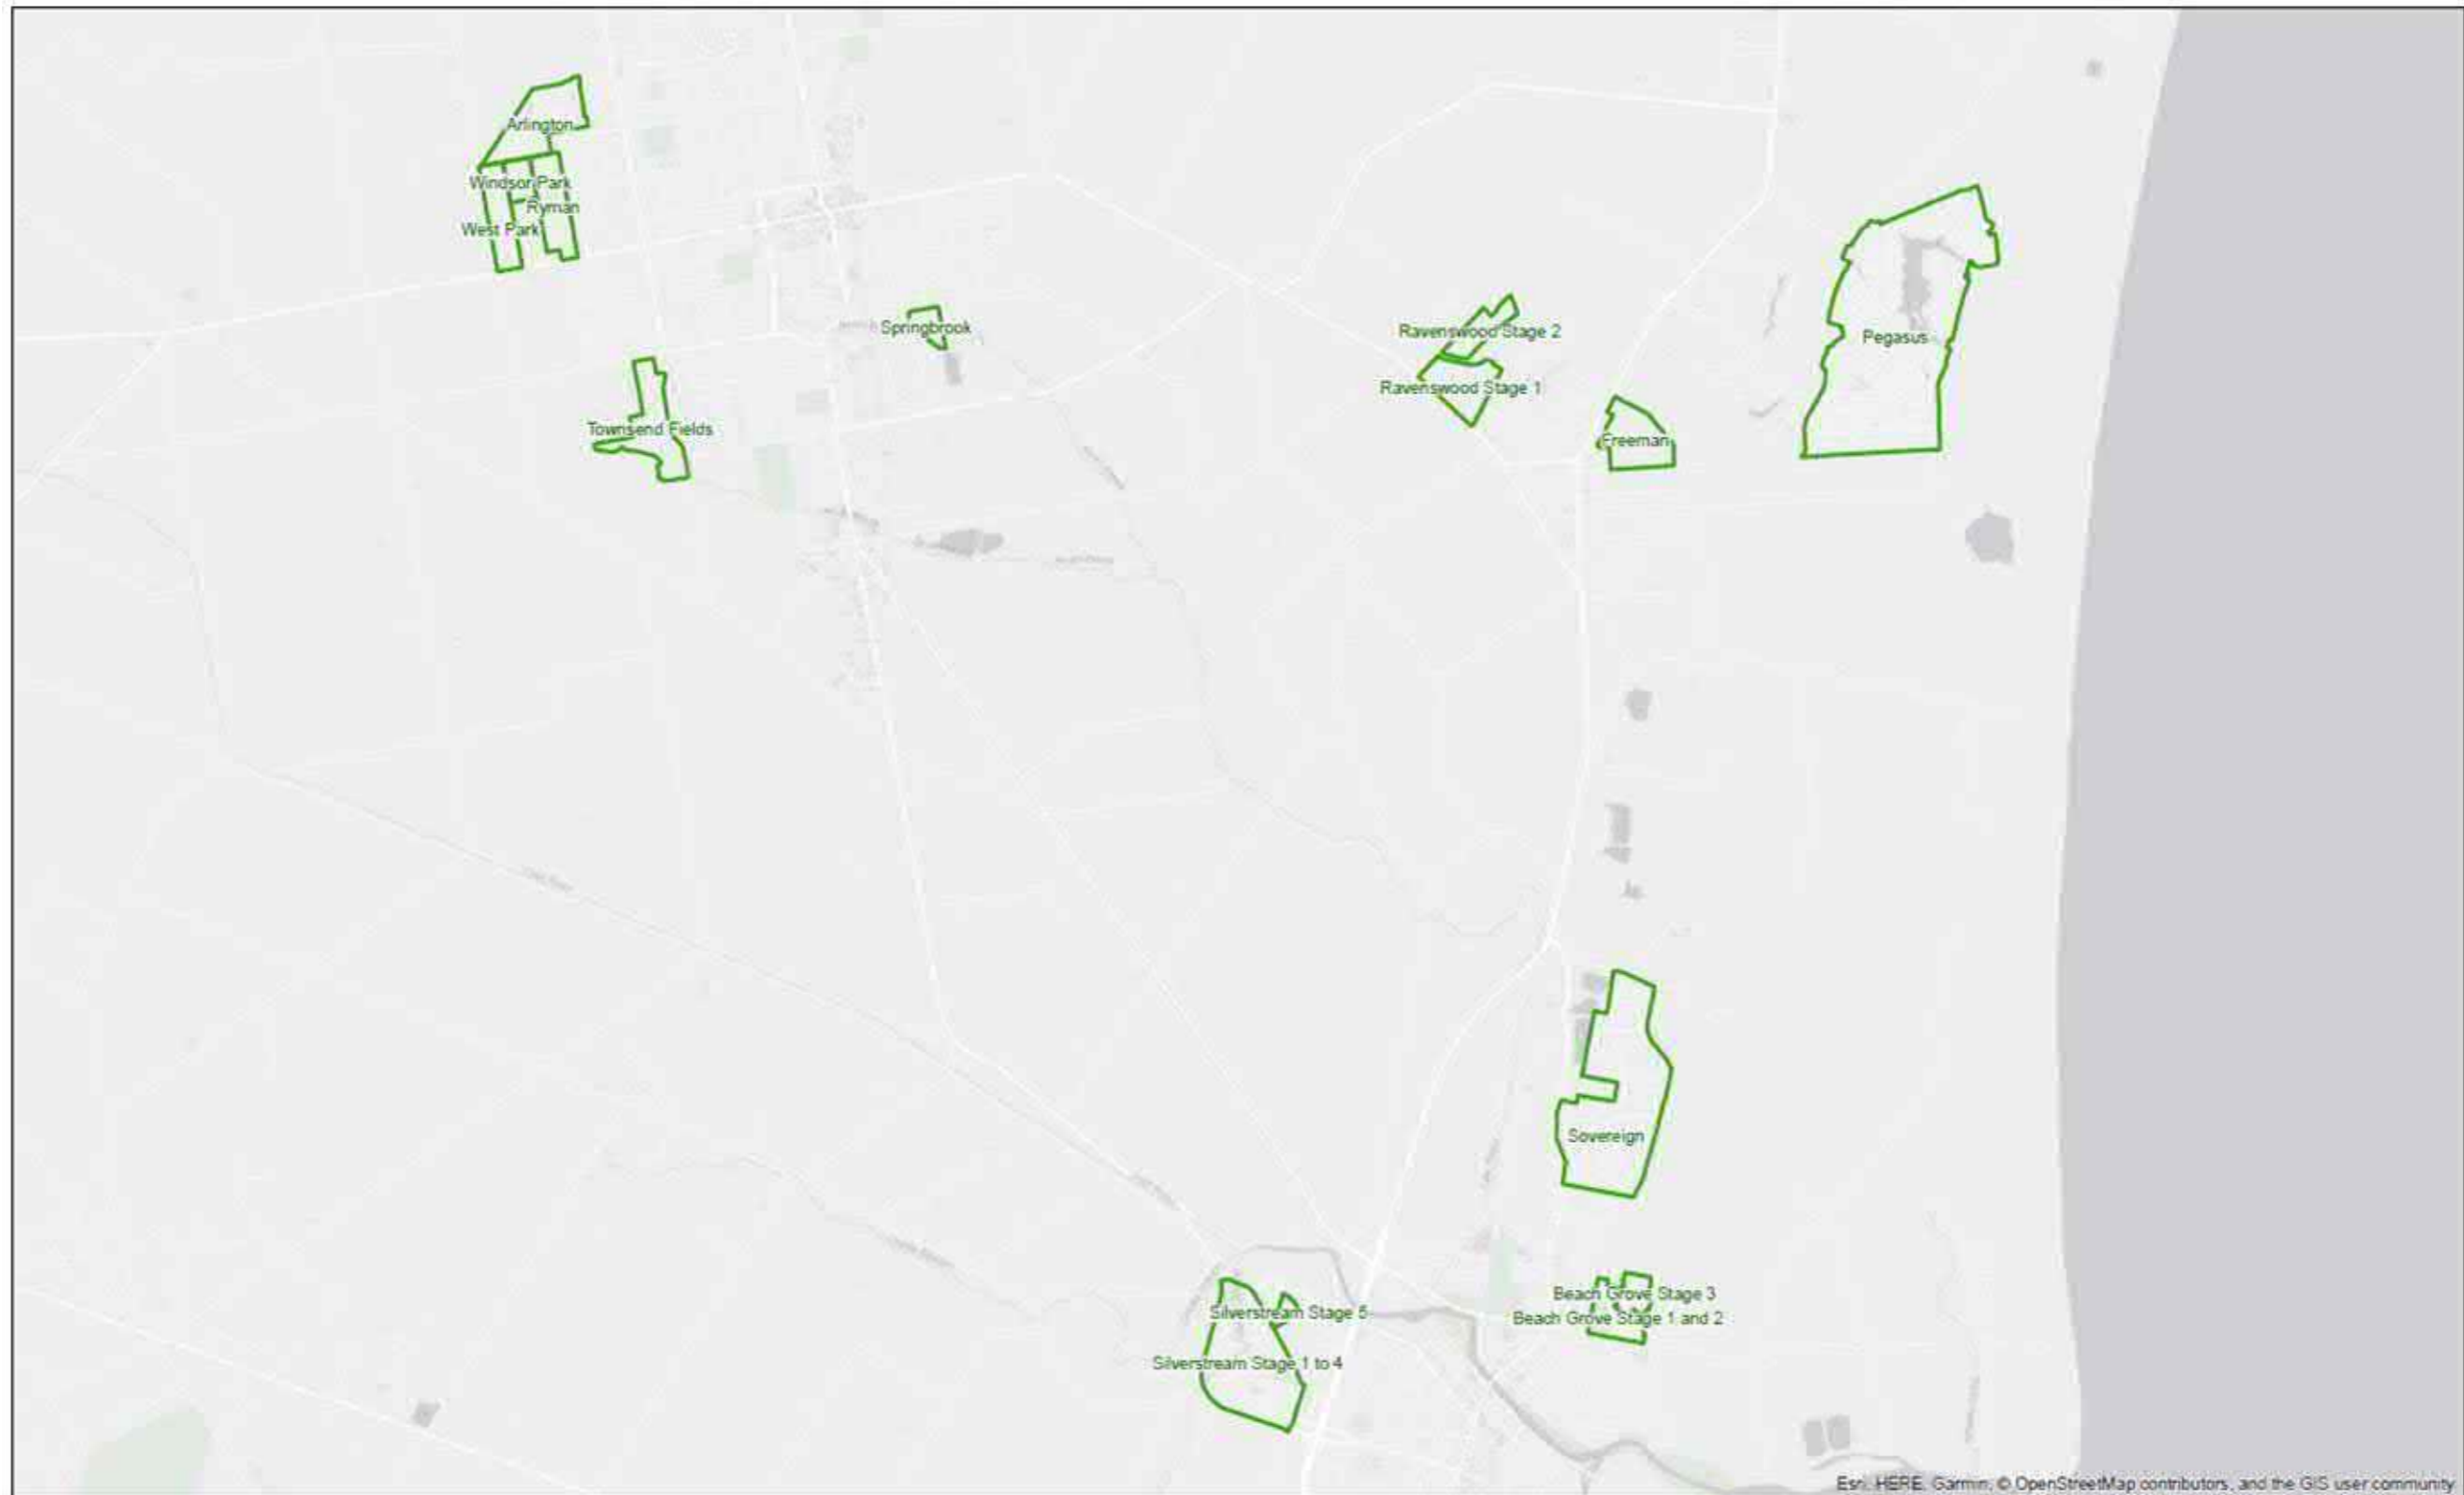 Arlington
Windsor Park
Ryman
West Park
Springbrook
Ravenswood Stage 2
Pegasus
Ravenswood Stage 1
Townsend Fields
Freeman
Sovereign
Beach Grove Stage 3
Silverstream Stage 5
Beach Grove Stage 1 and 2
Silverstream Stage 1 to 4
Esri, HERE, Garmin, © OpenStreetMap contributors, and the GIS user community